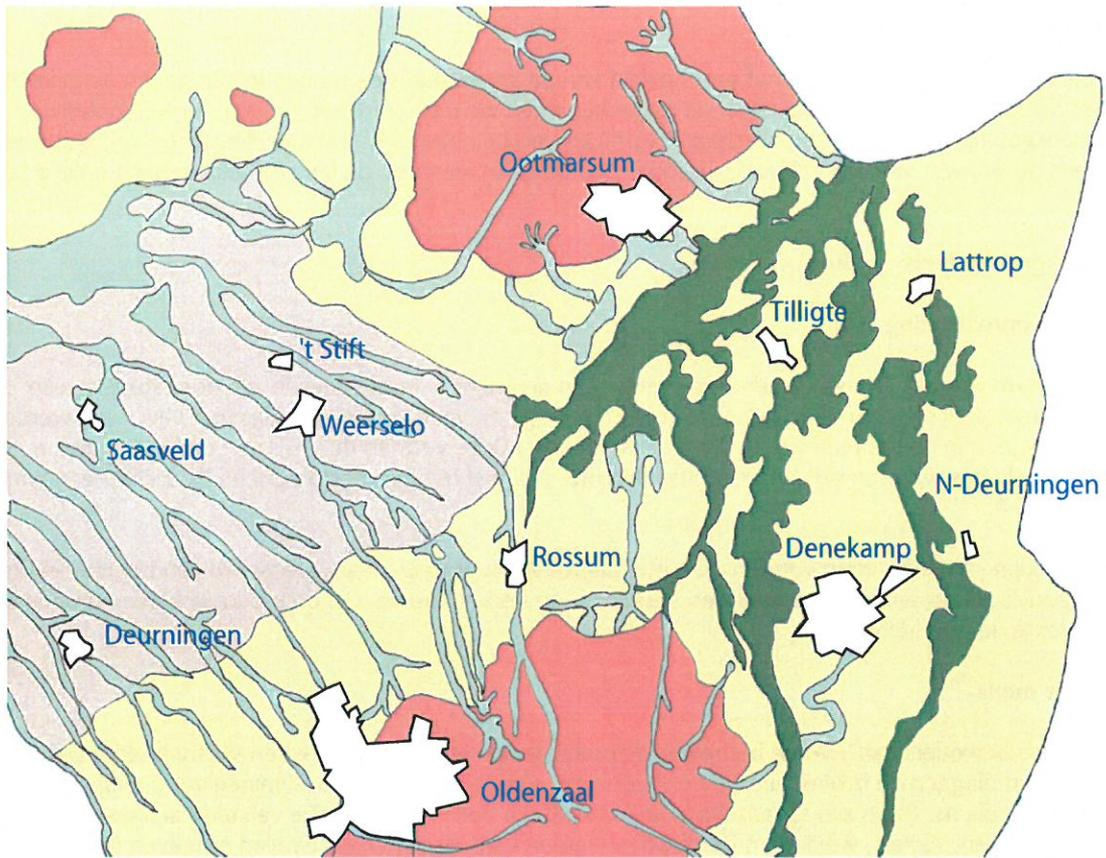 Ootmarsum
Lattrop
Tilligte
't Stift
Weerselo
Saasveld
N-Deurningen
Denekamp
Rossum
Deurningen
Oldenzaal